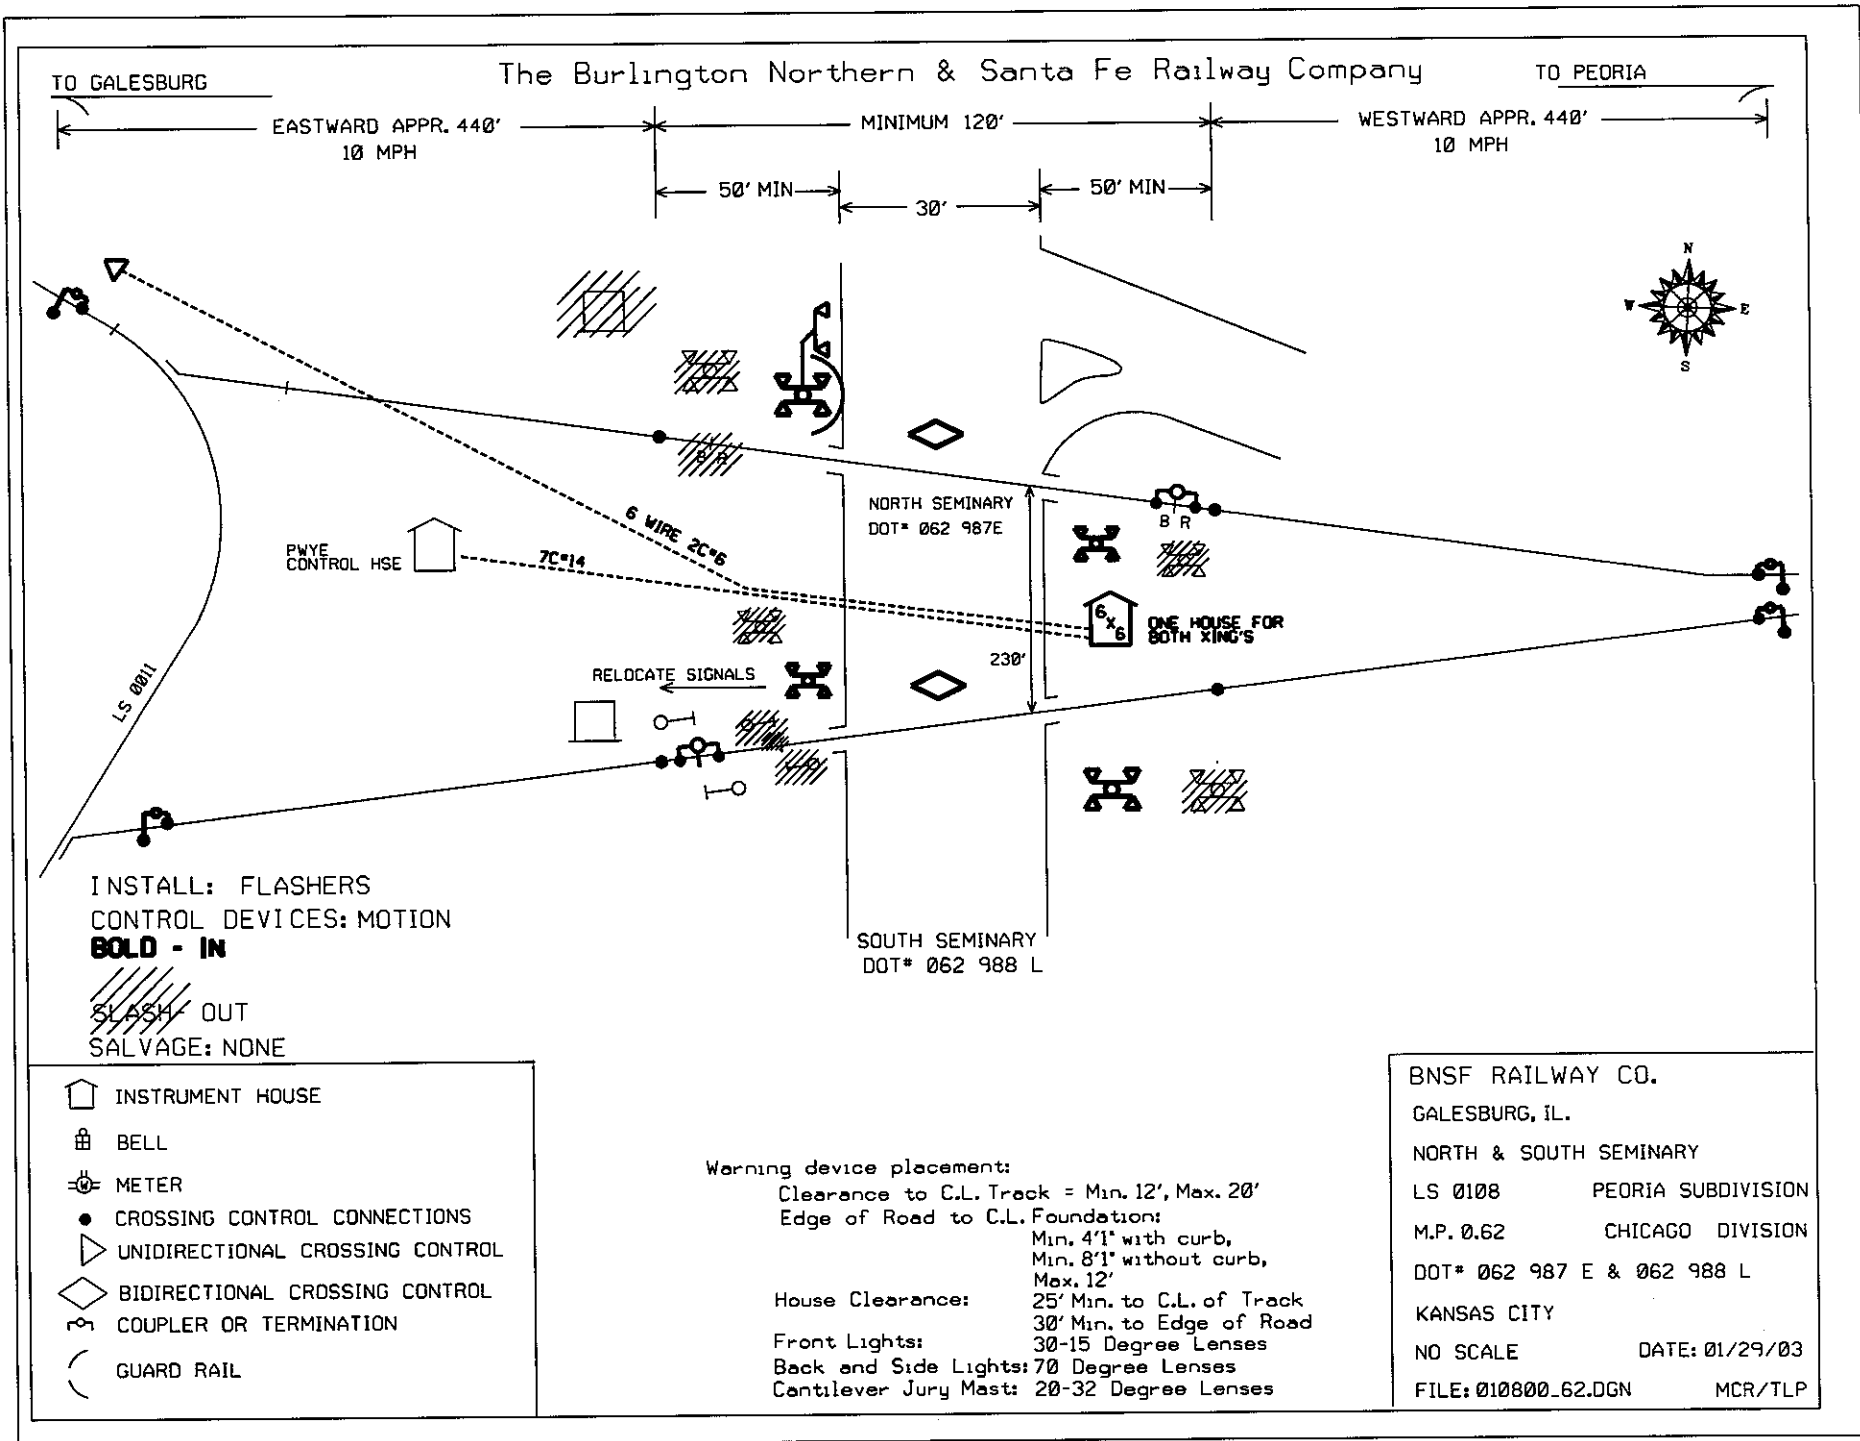 The Burlington Northern & Santa Fe Railway Company
TO GALESBURG
TO PEORIA
EASTWARD APPR. 440'
10 MPH
MINIMUM 120'
WESTWARD APPR. 440'
10 MPH
50' MIN
30'
50' MIN
N
W
E
S
B R
6 WIRE 2C#6
NORTH SEMINARY
DOT# 062 987E
B R
PWYE
CONTROL HSE
7C#14
6
X
6
ONE HOUSE FOR
BOTH XING'S
230'
RELOCATE SIGNALS
LS 0011
INSTALL: FLASHERS
CONTROL DEVICES: MOTION
BOLD - IN
SLASH- OUT
SALVAGE: NONE
SOUTH SEMINARY
DOT# 062 988 L
INSTRUMENT HOUSE
BELL
W METER
CROSSING CONTROL CONNECTIONS
UNIDIRECTIONAL CROSSING CONTROL
BIDIRECTIONAL CROSSING CONTROL
COUPLER OR TERMINATION
GUARD RAIL
Warning device placement:
Clearance to C.L. Track = Min. 12', Max. 20'
Edge of Road to C.L. Foundation:
Min. 4'1" with curb,
Min. 8'1" without curb,
Max. 12'
House Clearance: 25' Min. to C.L. of Track
30' Min. to Edge of Road
Front Lights: 30-15 Degree Lenses
Back and Side Lights: 70 Degree Lenses
Cantilever Jury Mast: 20-32 Degree Lenses
BNSF RAILWAY CO.
GALESBURG, IL.
NORTH & SOUTH SEMINARY
LS 0108 PEORIA SUBDIVISION
M.P. 0.62 CHICAGO DIVISION
DOT# 062 987 E & 062 988 L
KANSAS CITY
NO SCALE DATE: 01/29/03
FILE: 010800_62.DGN MCR/TLP